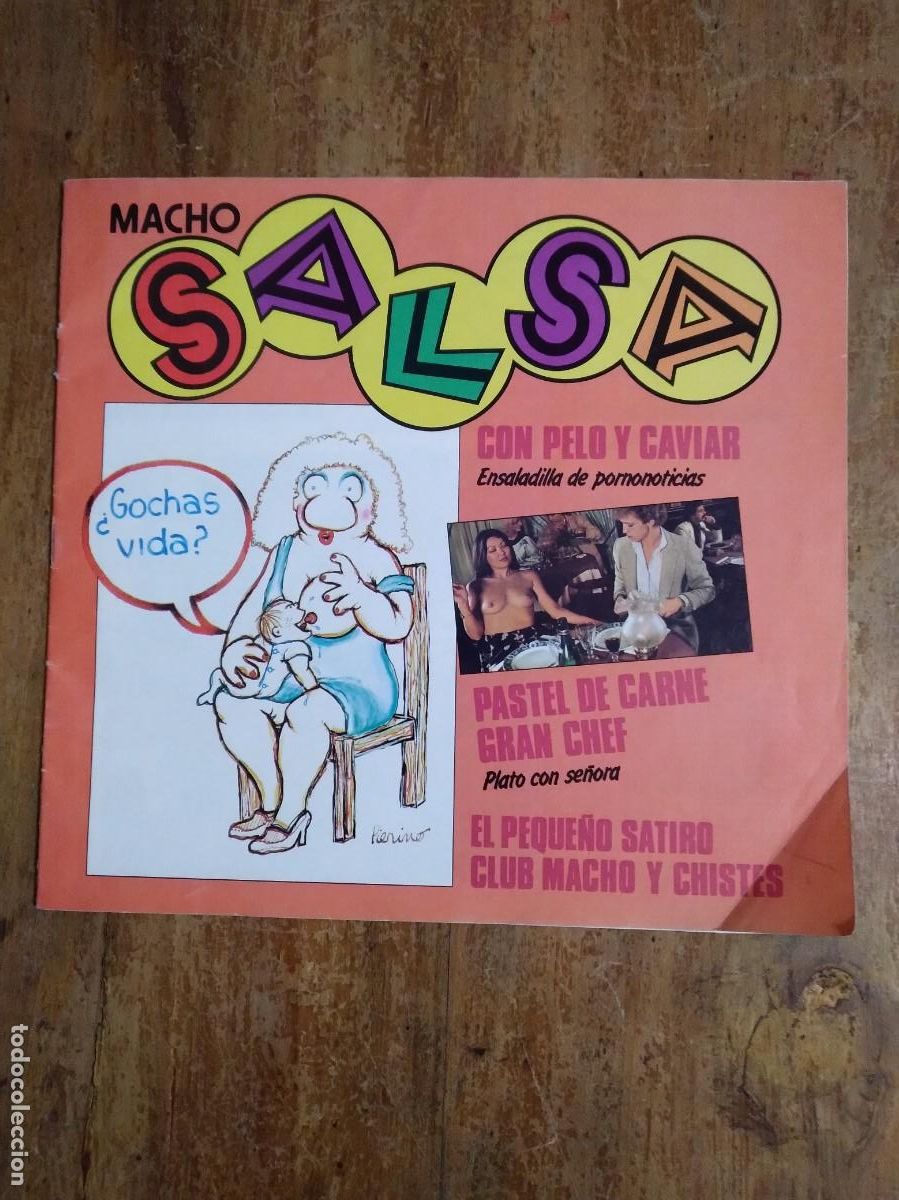 MACHO
SALSA
¿Gochas
vida?
CON PELO Y CAVIAR
Ensaladilla de pornonoticias
PASTEL DE CARNE
GRAN CHEF
Plato con señora
EL PEQUEÑO SATIRO
CLUB MACHO Y CHISTES
Pierino
todocoleccion